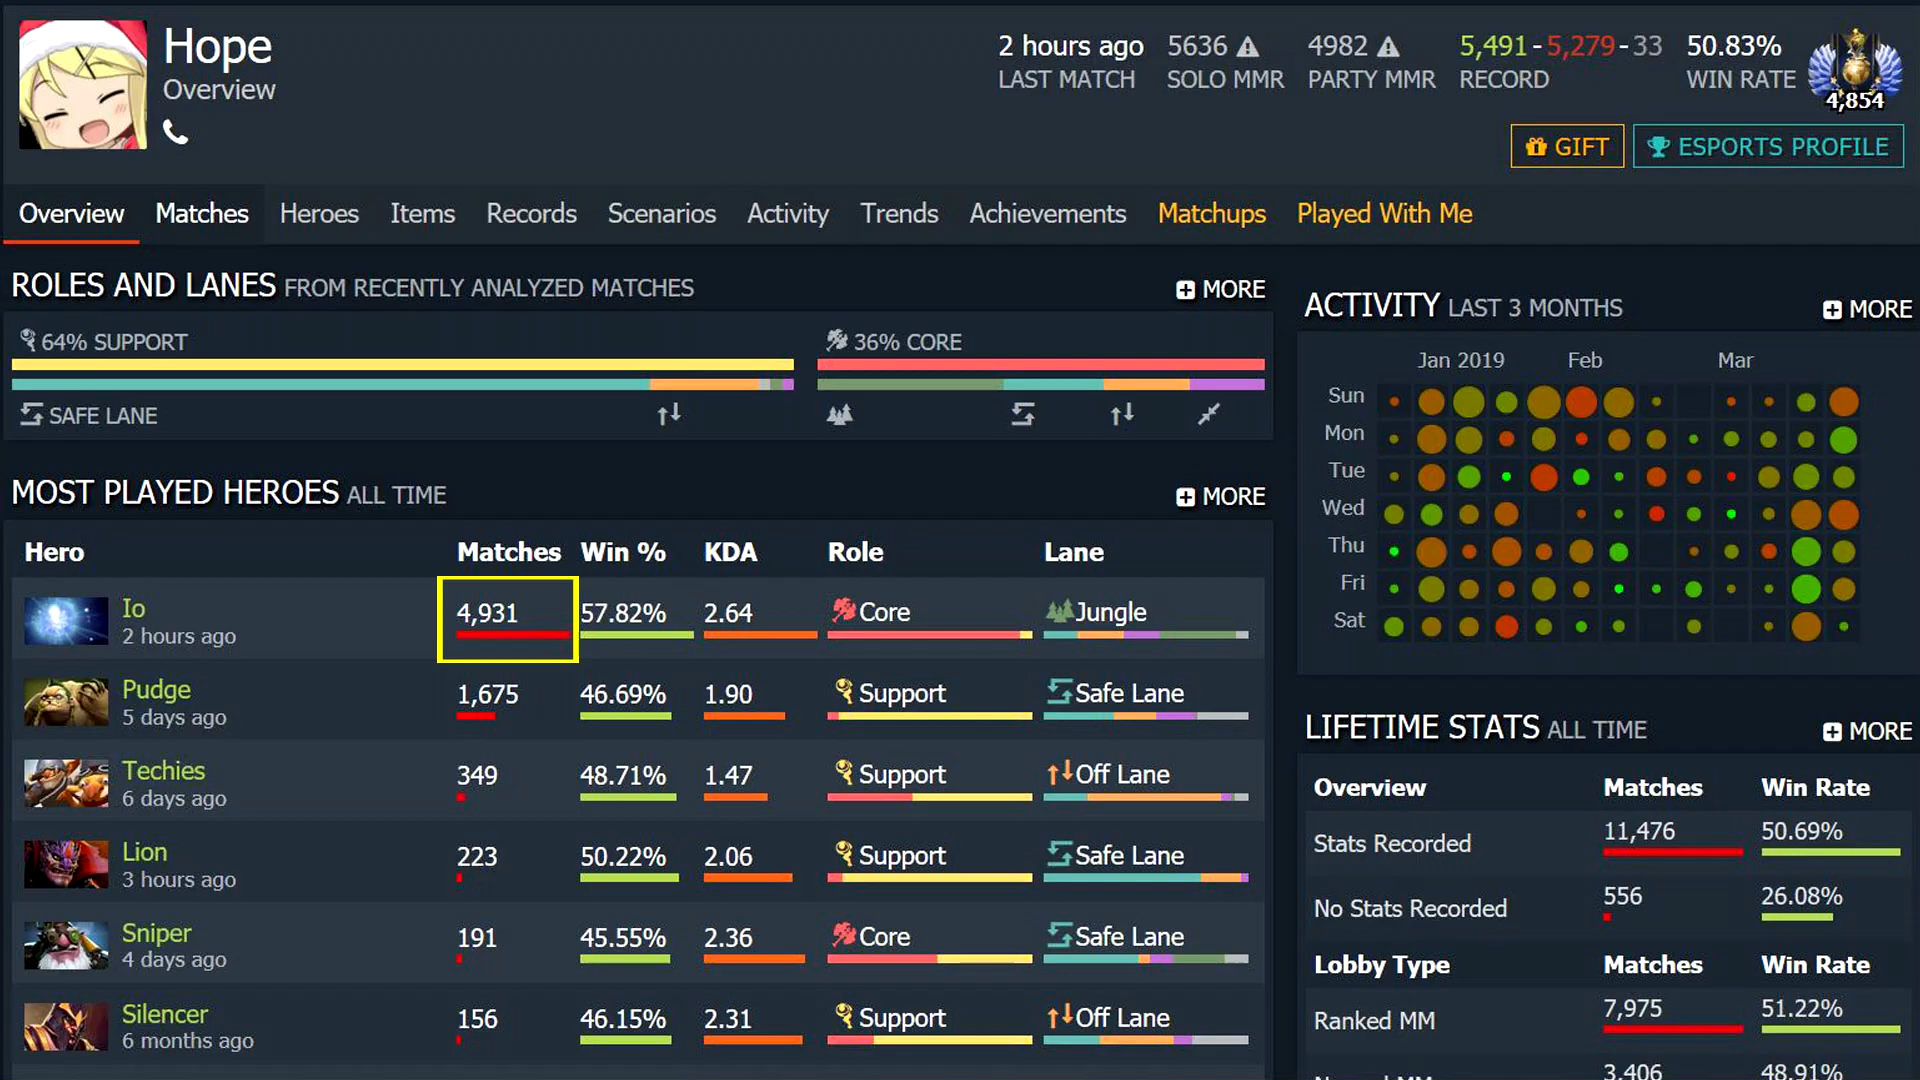 Hope
Overview
2 hours ago
LAST MATCH
5636
SOLO MMR
4982
PARTY MMR
5,491-5,279-33
RECORD
50.83%
WIN RATE
4,854
GIFT
ESPORTS PROFILE
Overview Matches Heroes Items Records Scenarios Activity Trends Achievements Matchups Played With Me
ROLES AND LANES FROM RECENTLY ANALYZED MATCHES
MORE
64% SUPPORT
36% CORE
SAFE LANE
MOST PLAYED HEROES ALL TIME
MORE
Hero Matches Win % KDA Role Lane
Io 4,931 57.82% 2.64 Core Jungle
2 hours ago
Pudge 1,675 46.69% 1.90 Support Safe Lane
5 days ago
Techies 349 48.71% 1.47 Support Off Lane
6 days ago
Lion 223 50.22% 2.06 Support Safe Lane
3 hours ago
Sniper 191 45.55% 2.36 Core Safe Lane
4 days ago
Silencer 156 46.15% 2.31 Support Off Lane
6 months ago
ACTIVITY LAST 3 MONTHS
MORE
Jan 2019 Feb Mar
Sun
Mon
Tue
Wed
Thu
Fri
Sat
LIFETIME STATS ALL TIME
MORE
Overview Matches Win Rate
Stats Recorded 11,476 50.69%
No Stats Recorded 556 26.08%
Lobby Type Matches Win Rate
Ranked MM 7,975 51.22%
3,406 48.91%